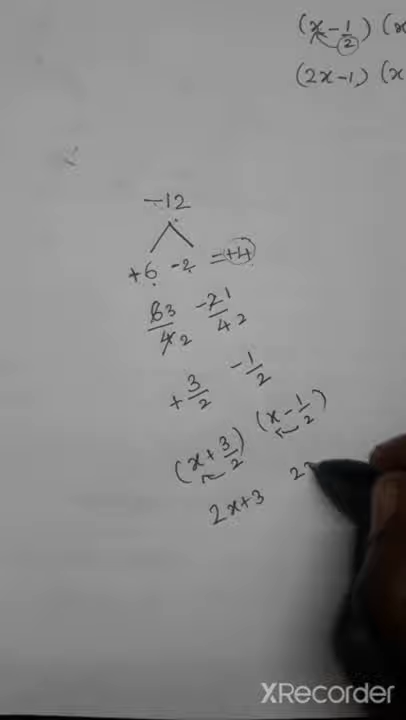 (x-1/2) (x
(2x-1) (x
-12
+6 -2 = +4
6 3/4 2 -2 1/4 2
+3/2 -1/2
(x+3/2) (x-1/2)
2x+3 2
XRecorder